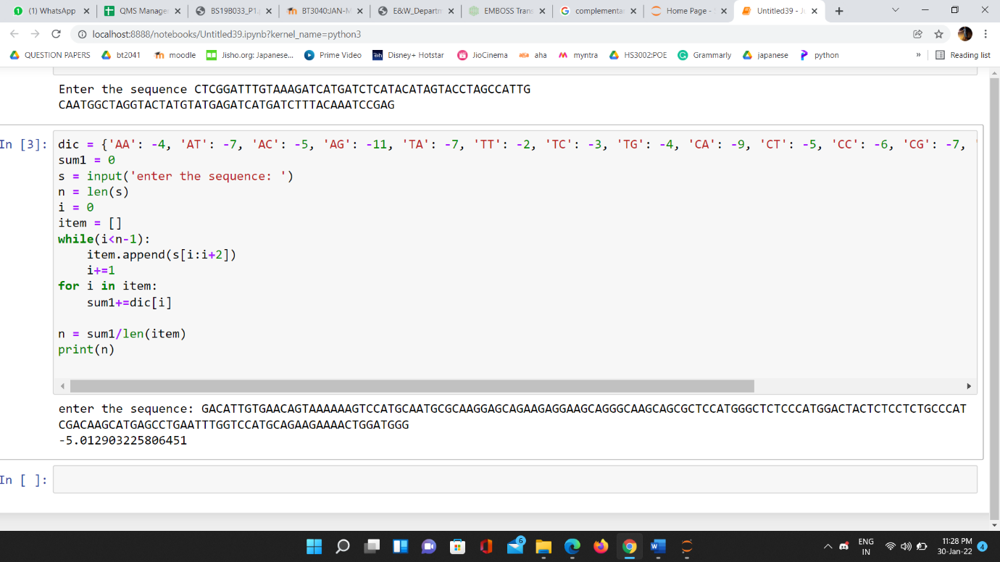 (1) WhatsApp
QMS Manage
BS19B033_P1.
BT3040:JAN-M
E&W_Departm
EMBOSS Trans
complementa
Home Page -
Untitled39 - J
localhost:8888/notebooks/Untitled39.ipynb?kernel_name=python3
QUESTION PAPERS
bt2041
moodle
Jisho.org: Japanese...
Prime Video
Disney+ Hotstar
JioCinema
aha
myntra
HS3002:POE
Grammarly
japanese
python
»
Reading list
Enter the sequence CTCGGATTTGTAAAGATCATGATCTCATACATAGTACCTAGCCATTG
CAATGGCTAGGTACTATGTATGAGATCATGATCTTTACAAATCCGAG
In [3]:
dic = {'AA': -4, 'AT': -7, 'AC': -5, 'AG': -11, 'TA': -7, 'TT': -2, 'TC': -3, 'TG': -4, 'CA': -9, 'CT': -5, 'CC': -6, 'CG': -7, '
sum1 = 0
s = input('enter the sequence: ')
n = len(s)
i = 0
item = []
while(i<n-1):
    item.append(s[i:i+2])
    i+=1
for i in item:
    sum1+=dic[i]
n = sum1/len(item)
print(n)
enter the sequence: GACATTGTGAACAGTAAAAAAGTCCATGCAATGCGCAAGGAGCAGAAGAGGAAGCAGGGCAAGCAGCGCTCCATGGGCTCTCCCATGGACTACTCTCCTCTGCCCAT
CGACAAGCATGAGCCTGAATTTGGTCCATGCAGAAGAAAACTGGATGGG
-5.012903225806451
In [ ]:
6
ENG
IN
11:28 PM
30-Jan-22
4